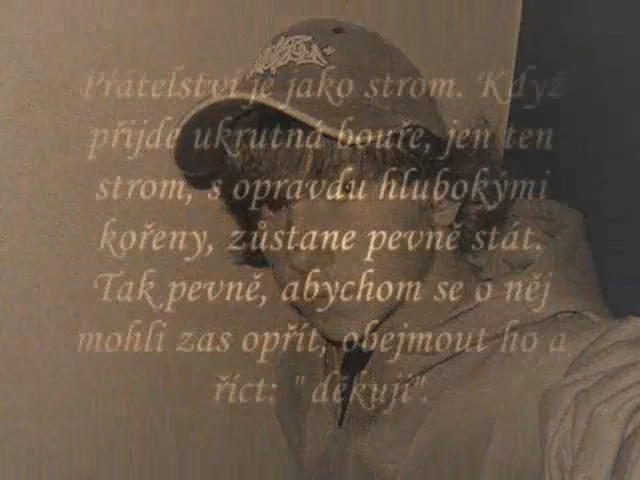 Přátelství je jako strom. Když
přijde ukrutná bouře, jen ten
strom, s opravdu hlubokými
kořeny, zůstane pevně stát.
Tak pevně, abychom se o něj
mohli zas opřít, obejmout ho a
říct: "děkuji".